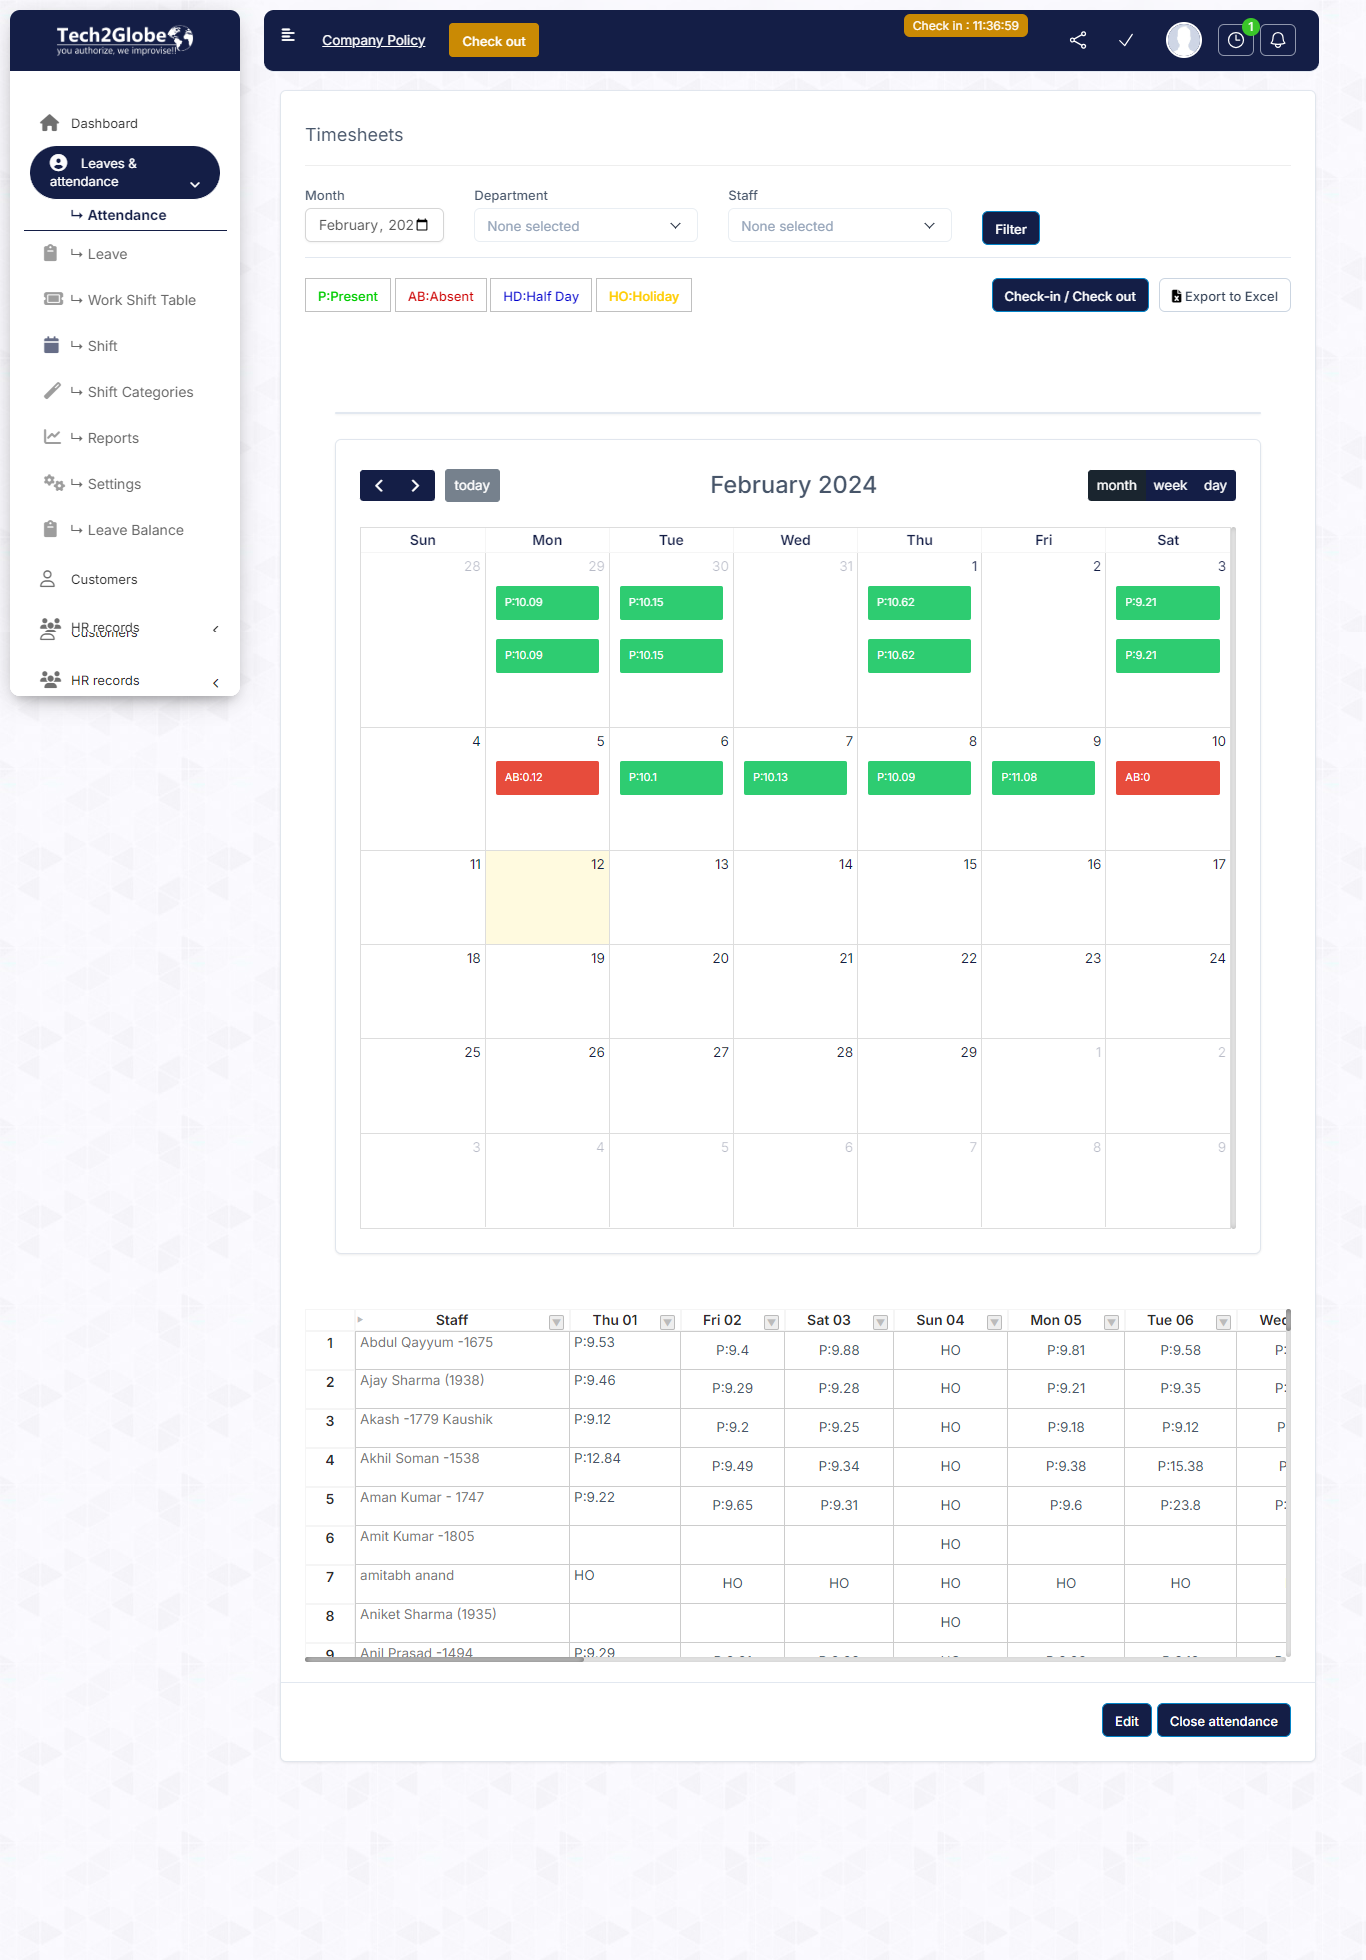 Tech2Globe
you authorize, we improvise!!
Company Policy
Check out
Check in : 11:36:59
1
Dashboard
Leaves & attendance
Attendance
Leave
Work Shift Table
Shift
Shift Categories
Reports
Settings
Leave Balance
Customers
HR records
Customers
HR records
Timesheets
Month
Department
Staff
February, 202
None selected
None selected
Filter
P:Present
AB:Absent
HD:Half Day
HO:Holiday
Check-in / Check out
Export to Excel
today
February 2024
month week day
Sun Mon Tue Wed Thu Fri Sat
28 29 30 31 1 2 3
P:10.09 P:10.15 P:10.62 P:9.21
P:10.09 P:10.15 P:10.62 P:9.21
4 5 6 7 8 9 10
AB:0.12 P:10.1 P:10.13 P:10.09 P:11.08 AB:0
11 12 13 14 15 16 17
18 19 20 21 22 23 24
25 26 27 28 29 1 2
3 4 5 6 7 8 9
Staff Thu 01 Fri 02 Sat 03 Sun 04 Mon 05 Tue 06 Wed
1 Abdul Qayyum -1675 P:9.53 P:9.4 P:9.88 HO P:9.81 P:9.58 P:
2 Ajay Sharma (1938) P:9.46 P:9.29 P:9.28 HO P:9.21 P:9.35 P:
3 Akash -1779 Kaushik P:9.12 P:9.2 P:9.25 HO P:9.18 P:9.12 P
4 Akhil Soman -1538 P:12.84 P:9.49 P:9.34 HO P:9.38 P:15.38 P
5 Aman Kumar - 1747 P:9.22 P:9.65 P:9.31 HO P:9.6 P:23.8 P:
6 Amit Kumar -1805 HO
7 amitabh anand HO HO HO HO HO HO
8 Aniket Sharma (1935) HO
9 Anil Prasad -1494 P:9.29
Edit
Close attendance